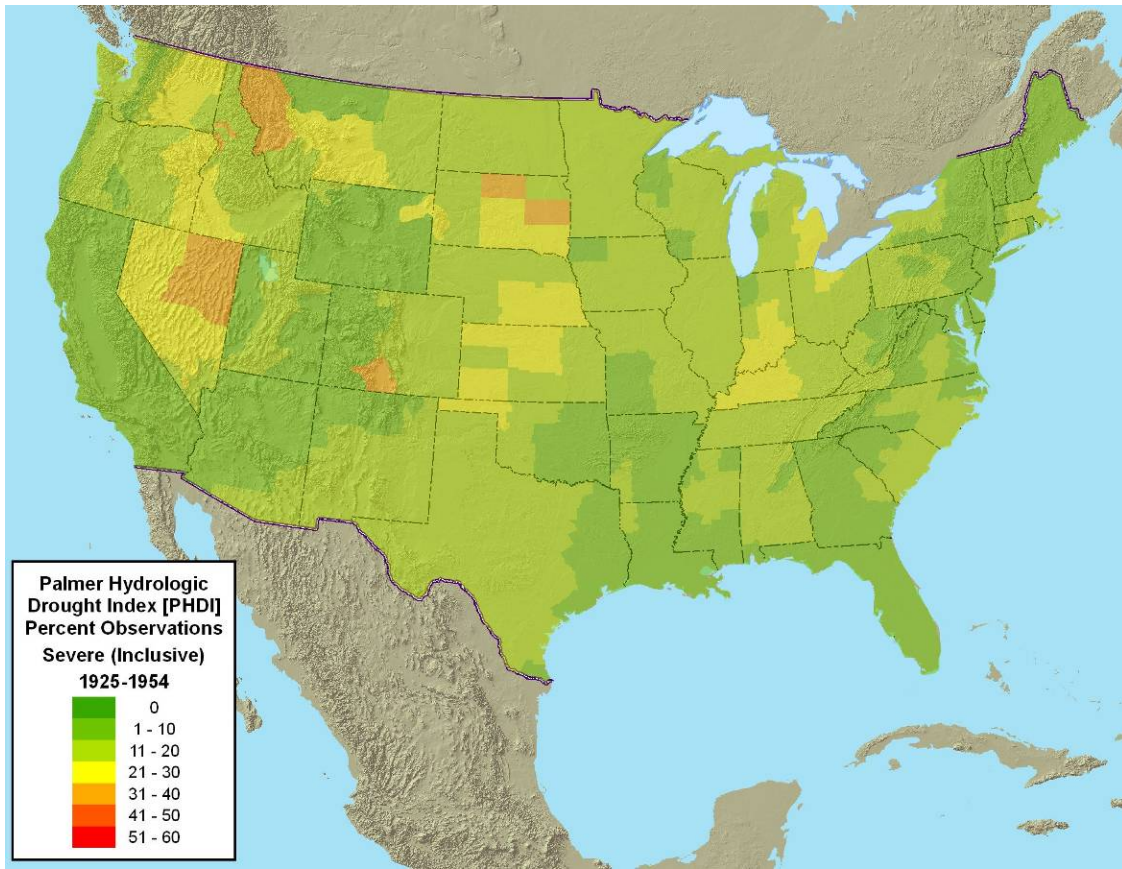 Palmer Hydrologic
Drought Index [PHDI]
Percent Observations
Severe (Inclusive)
1925-1954
0
1 - 10
11 - 20
21 - 30
31 - 40
41 - 50
51 - 60